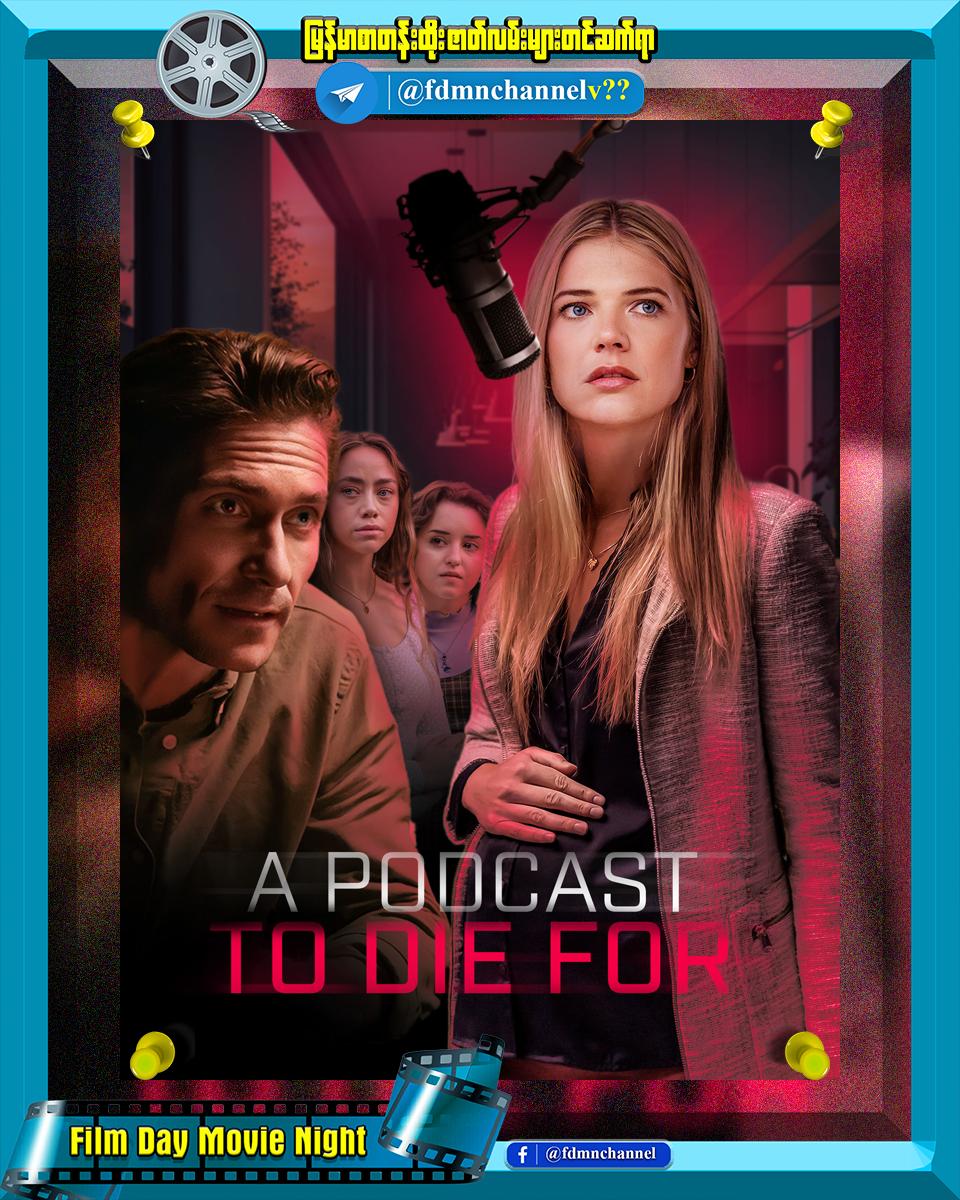 မြန်မာစာတန်းထိုးဇာတ်လမ်းများတင်ဆက်ရာ
@fdmnchannelv??
A PODCAST
TO DIE FOR
Film Day Movie Night
f @fdmnchannel